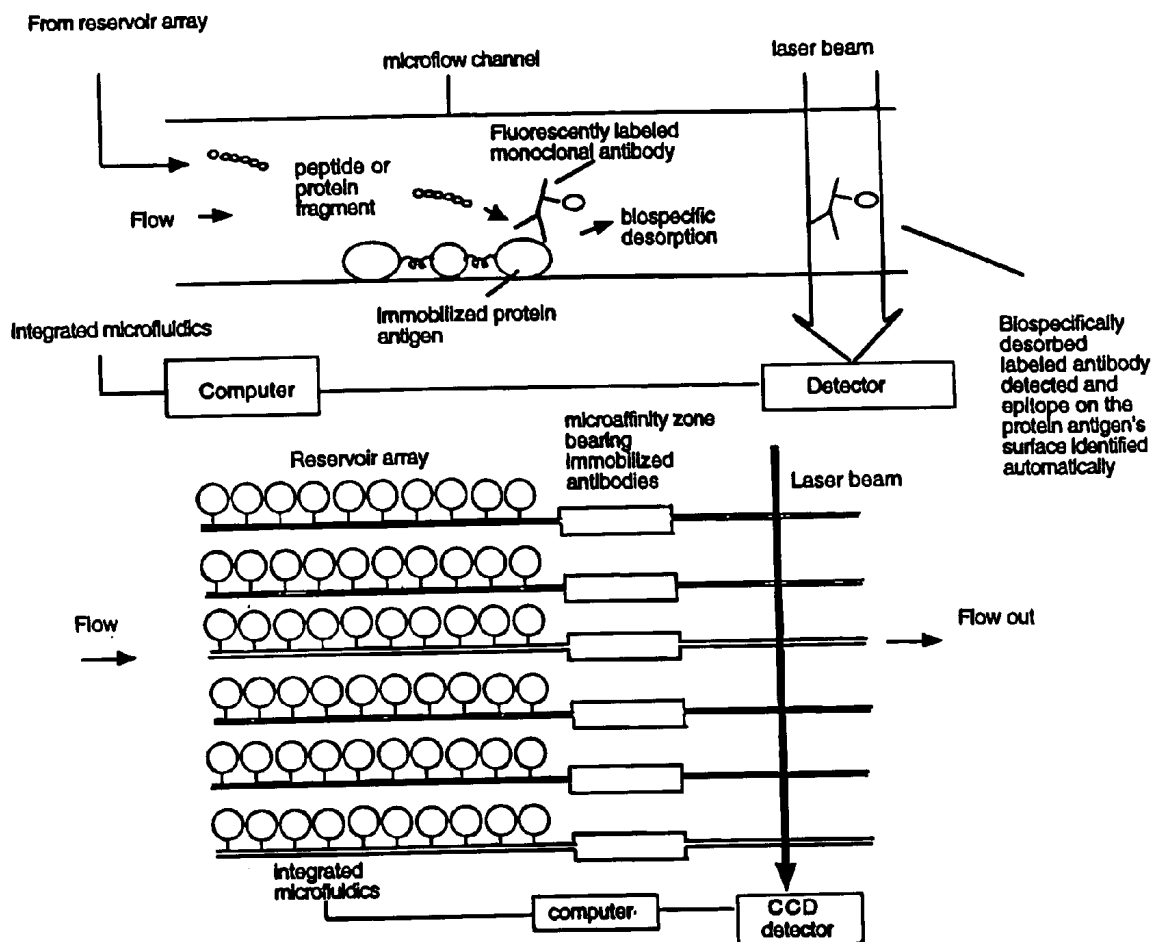 From reservoir array
microflow channel
laser beam
Fluorescently labeled
monoclonal antibody
peptide or
protein
fragment
Flow
biospecific
desorption
Immobilized protein
antigen
Integrated microfluidics
Computer
Detector
Biospecifically
desorbed
labeled antibody
detected and
epitope on the
protein antigen's
surface identified
automatically
microaffinity zone
bearing
immobilized
antibodies
Reservoir array
Laser beam
Flow
Flow out
integrated
microfluidics
computer
CCD
detector